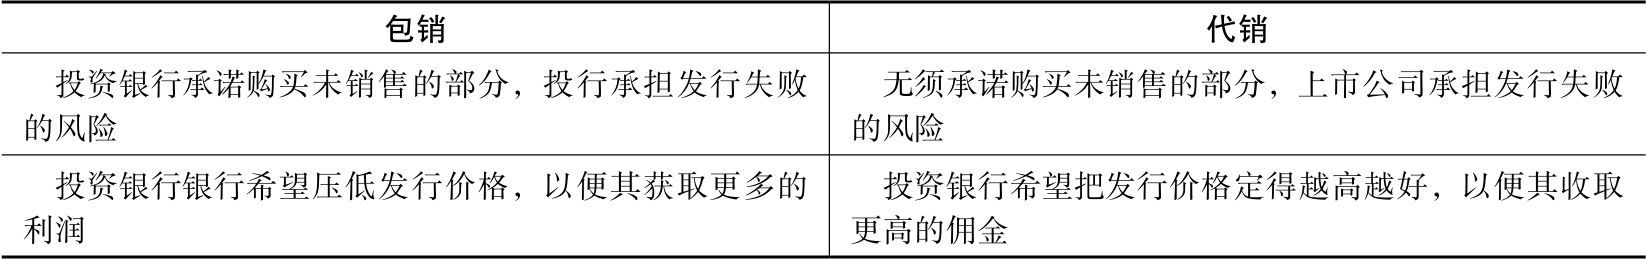 包销
代销
投资银行承诺购买未销售的部分，投行承担发行失败
的风险
无须承诺购买未销售的部分，上市公司承担发行失败
的风险
投资银行银行希望压低发行价格，以便其获取更多的
利润
投资银行希望把发行价格定得越高越好，以便其收取
更高的佣金